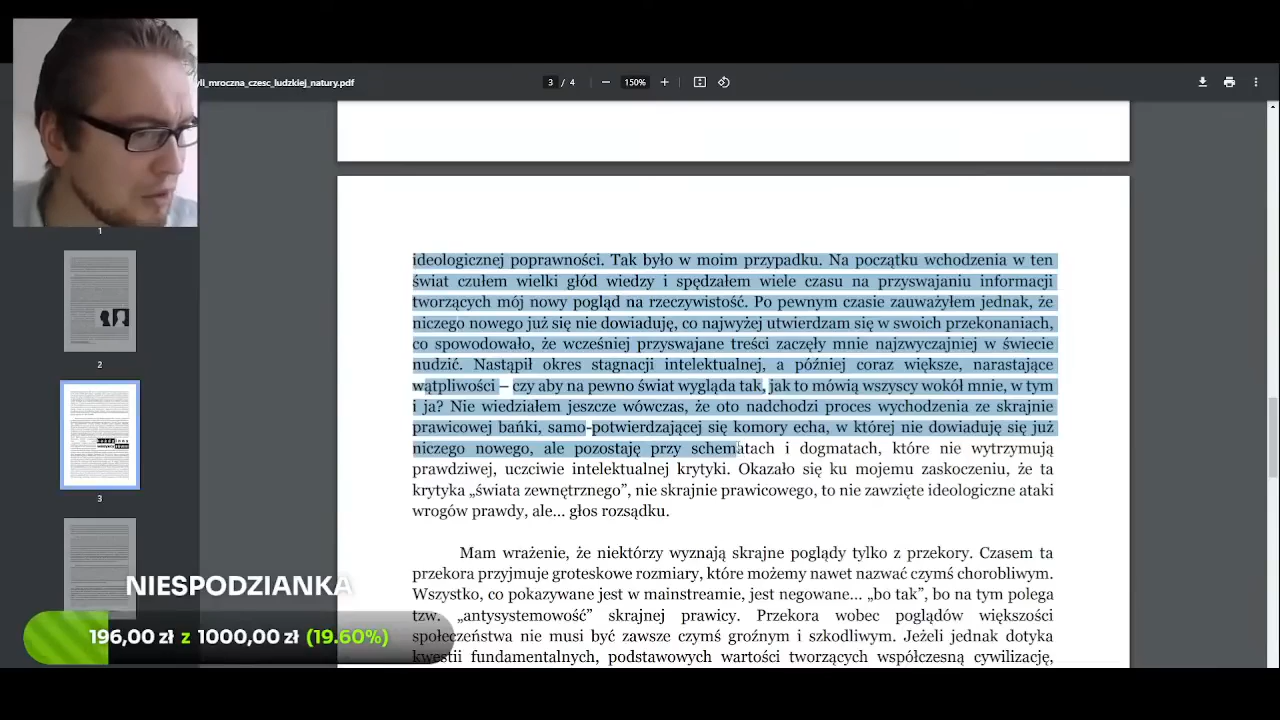 yli_mroczna_czesc_ludzkiej_natury.pdf
3 / 4
150%
1
2
3
ideologicznej poprawności. Tak było w moim przypadku. Na początku wchodzenia w ten
świat czułem wielki głód wiedzy i spędzałem wiele czasu na przyswajaniu informacji
tworzących mój nowy pogląd na rzeczywistość. Po pewnym czasie zauważyłem jednak, że
niczego nowego już się nie dowiaduję, co najwyżej utwierdzam się w swoich przekonaniach,
co spowodowało, że wcześniej przyswajane treści zaczęły mnie najzwyczajniej w świecie
nudzić. Nastąpił okres stagnacji intelektualnej, a później coraz większe, narastające
wątpliwości – czy aby na pewno świat wygląda tak, jak to mówią wszyscy wokół mnie, w tym
i ja? Nie wiedziałem jeszcze wówczas, że oto nadchodzi proces wychodzenia ze skrajnie
prawicowej bańki, samo-potwierdzającej się komory echa, w której nie dowiaduję się już
niczego nowego, ale pozostaję przy schematach i dogmatach, które nie wytrzymują
prawdziwej, uczciwie intelektualnej krytyki. Okazało się ku mojemu zaskoczeniu, że ta
krytyka „świata zewnętrznego”, nie skrajnie prawicowego, to nie zawzięte ideologiczne ataki
wrogów prawdy, ale... głos rozsądku.
Mam wrażenie, że niektórzy wyznają skrajne poglądy tylko z przekory. Czasem ta
przekora przyjmuje groteskowe rozmiary, które możemy nawet nazwać czymś chorobliwym.
Wszystko, co pokazywane jest w mainstreamie, jest negowane... „bo tak”, bo na tym polega
tzw. „antysystemowość” skrajnej prawicy. Przekora wobec poglądów większości
społeczeństwa nie musi być zawsze czymś groźnym i szkodliwym. Jeżeli jednak dotyka
kwestii fundamentalnych, podstawowych wartości tworzących współczesną cywilizację,
NIESPODZIANKA
196,00 zł z 1000,00 zł (19.60%)